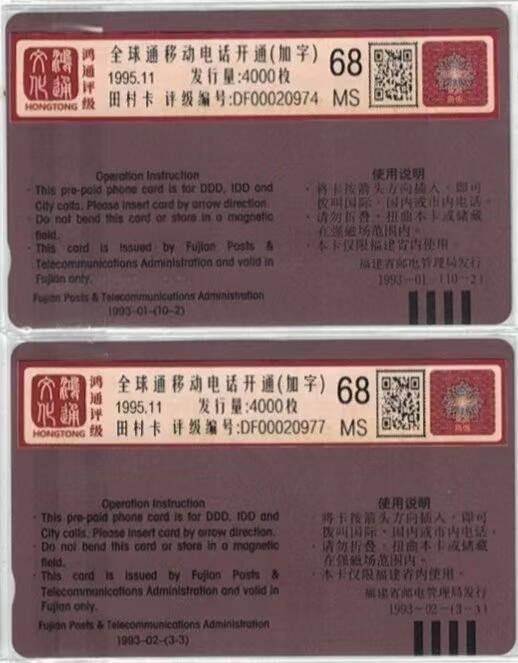 鸿通文化
HONGTONG
鸿通评级
全球通移动电话开通(加字)
1995.11 发行量:4000枚
田村卡 评级编号:DF00020974
68
MS
Operation Instruction
· This pre-paid phone card is for DDD, IDD and
City calls. Please insert card by arrow direction.
· Do not bend this card or store in a magnetic
field.
· This card is issued by Fujian Posts &
Telecommunications Administration and valid in
Fujian only.
Fujian Posts & Telecommunications Administration
1993-01-(10-2)
使用说明
· 将卡按箭头方向插入，即可
拨叫国际、国内或市内电话。
· 请勿折叠、扭曲本卡或储藏
在强磁场范围内。
· 本卡仅限福建省内使用。
福建省邮电管理局发行
1993-01-(10-2)
鸿通文化
HONGTONG
鸿通评级
全球通移动电话开通(加字)
1995.11 发行量:4000枚
田村卡 评级编号:DF00020977
68
MS
Operation Instruction
· This pre-paid phone card is for DDD, IDD and
City calls. Please insert card by arrow direction.
· Do not bend this card or store in a magnetic
field.
· This card is issued by Fujian Posts &
Telecommunications Administration and valid in
Fujian only.
Fujian Posts & Telecommunications Administration
1993-02-(3-3)
使用说明
· 将卡按箭头方向插入，即可
拨叫国际、国内或市内电话。
· 请勿折叠、扭曲本卡或储藏
在强磁场范围内。
· 本卡仅限福建省内使用。
福建省邮电管理局发行
1993-02-(3-3)